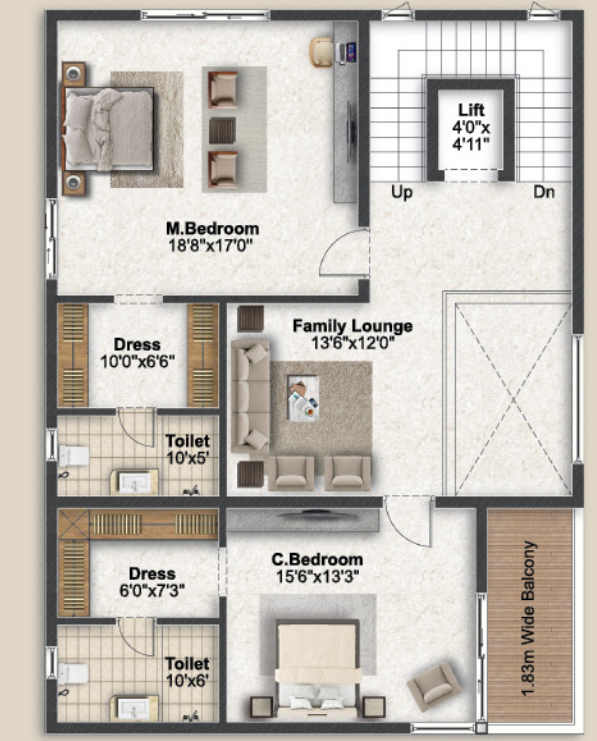 Lift
4'0"x
4'11"
Up
Dn
M.Bedroom
18'8"x17'0"
Family Lounge
13'6"x12'0"
Dress
10'0"x6'6"
Toilet
10'x5'
C.Bedroom
15'6"x13'3"
Dress
6'0"x7'3"
Toilet
10'x6'
1.83m Wide Balcony